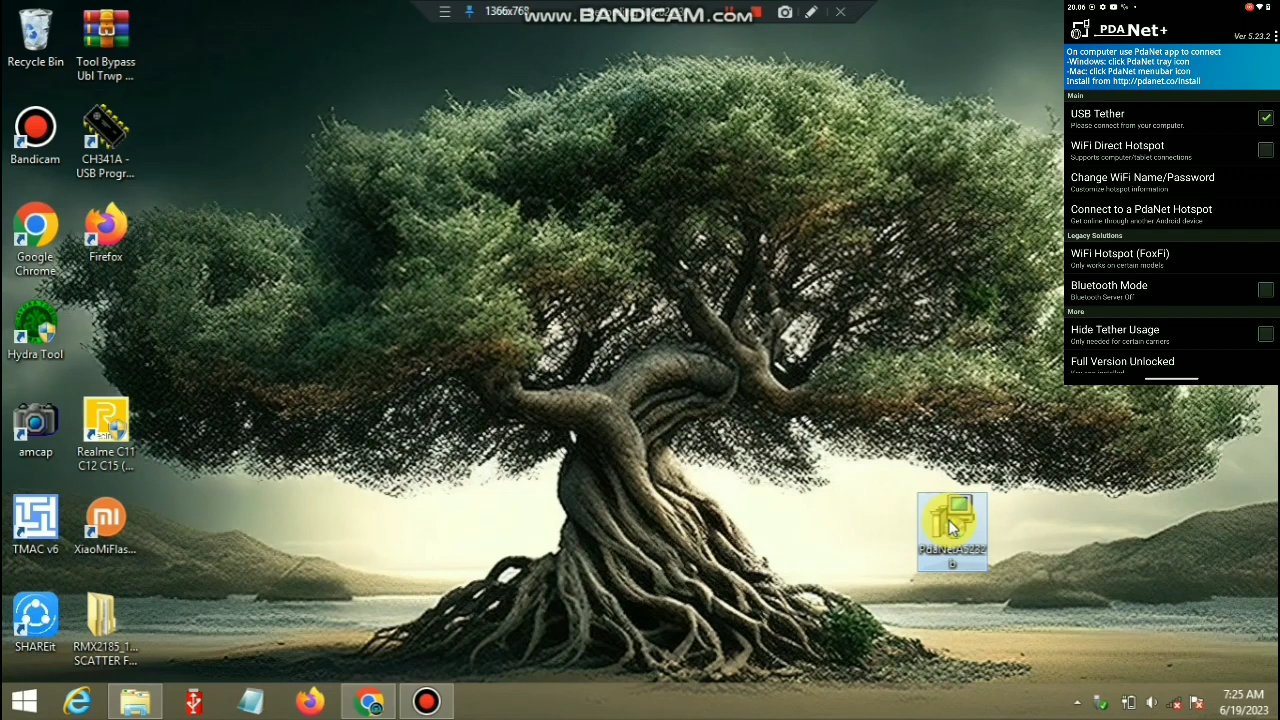 1366x768
www.BANDICAM.com
Recycle Bin
Tool Bypass
Ubl Trwp ...
Bandicam
CH341A -
USB Progr...
Google
Chrome
Firefox
Hydra Tool
amcap
Realme C11
C12 C15 (...
TMAC v6
XiaoMiFlas...
SHAREit
RMX2185_1...
SCATTER F...
PdaNetA5232
b
20.06
PDA Net+
Ver 5.23.2
On computer use PdaNet app to connect
-Windows: click PdaNet tray icon
-Mac: click PdaNet menubar icon
Install from http://pdanet.co/install
Main
USB Tether
Please connect from your computer.
WiFi Direct Hotspot
Supports computer/tablet connections
Change WiFi Name/Password
Customize hotspot information
Connect to a PdaNet Hotspot
Get online through another Android device
Legacy Solutions
WiFi Hotspot (FoxFi)
Only works on certain models
Bluetooth Mode
Bluetooth Server Off
More
Hide Tether Usage
Only needed for certain carriers
Full Version Unlocked
7:25 AM
6/19/2023